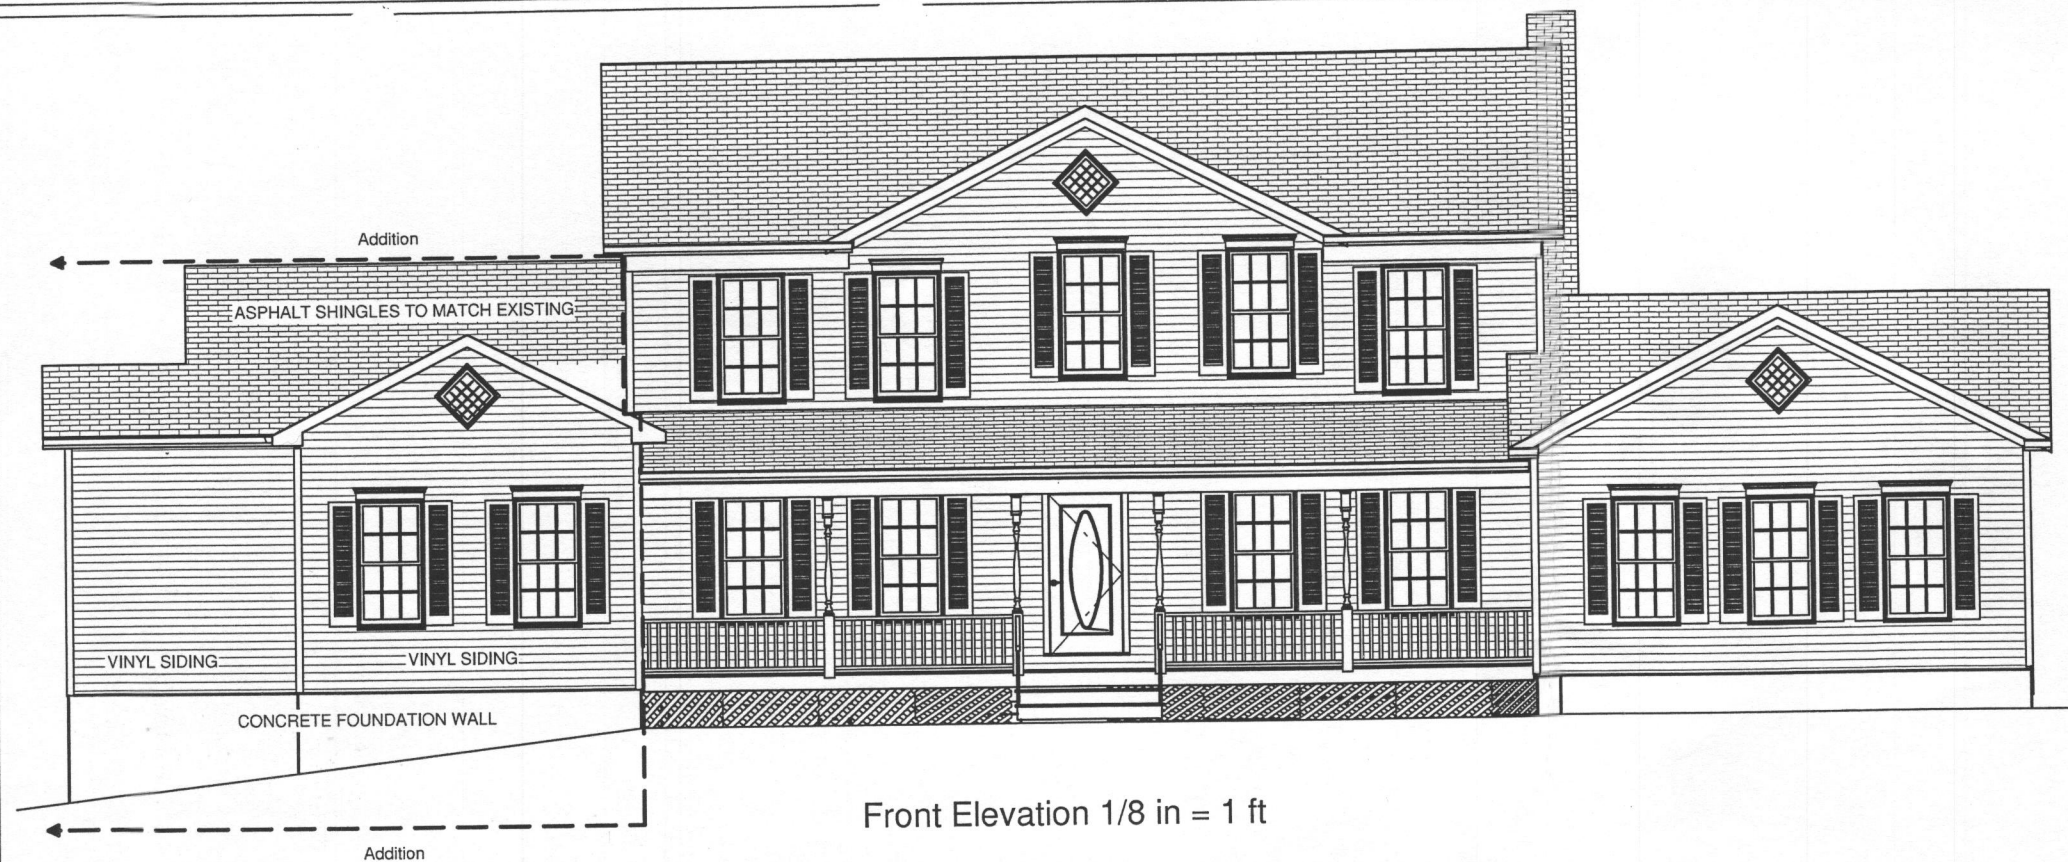 Addition
ASPHALT SHINGLES TO MATCH EXISTING
VINYL SIDING
VINYL SIDING
CONCRETE FOUNDATION WALL
Front Elevation 1/8 in = 1 ft
Addition